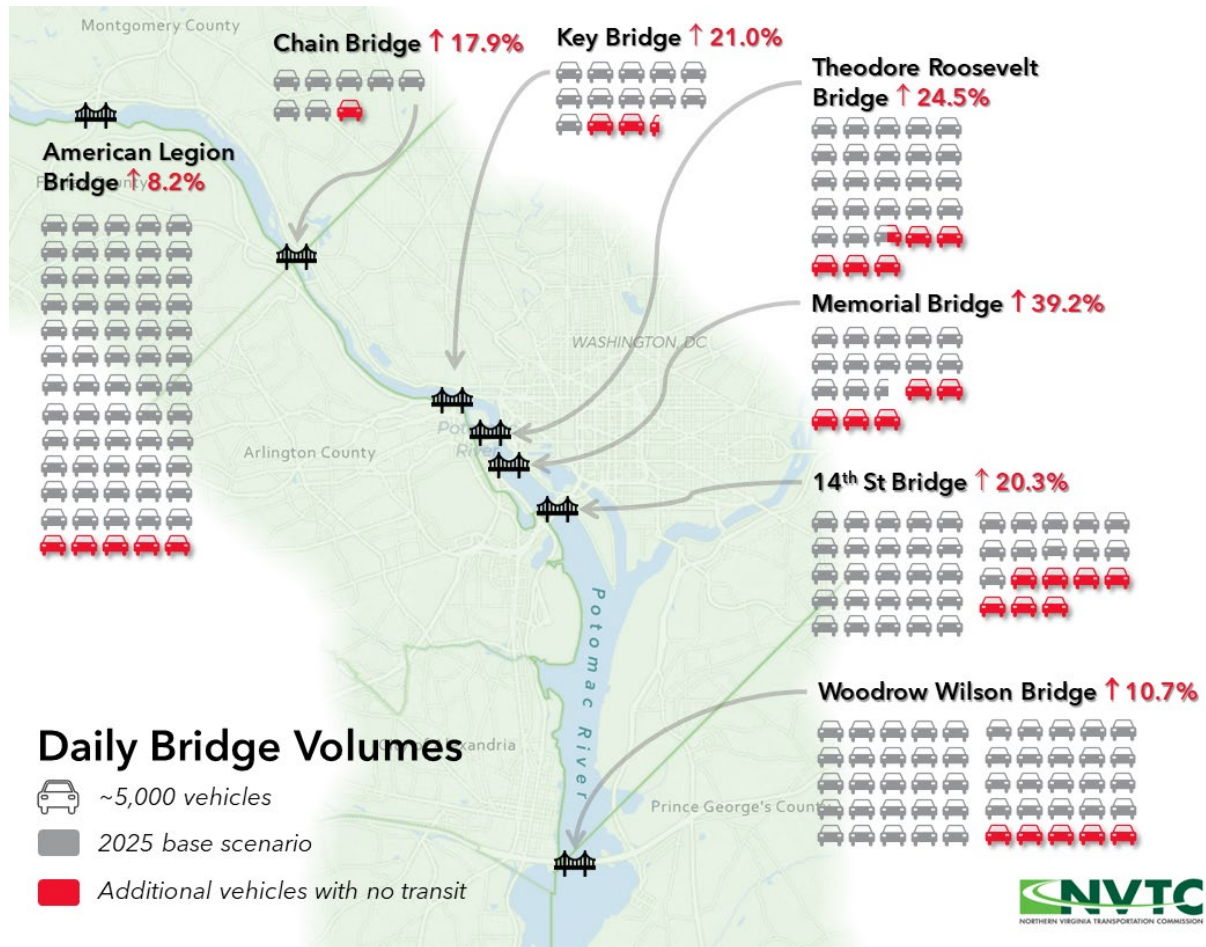 Montgomery County
Chain Bridge ↑ 17.9%
Key Bridge ↑ 21.0%
Theodore Roosevelt
Bridge ↑ 24.5%
American Legion
Bridge ↑ 8.2%
Memorial Bridge ↑ 39.2%
WASHINGTON, DC
Potomac
River
Arlington County
14th St Bridge ↑ 20.3%
Potomac River
Woodrow Wilson Bridge ↑ 10.7%
Prince George's County
Daily Bridge Volumes
~5,000 vehicles
2025 base scenario
Additional vehicles with no transit
NVTC
NORTHERN VIRGINIA TRANSPORTATION COMMISSION